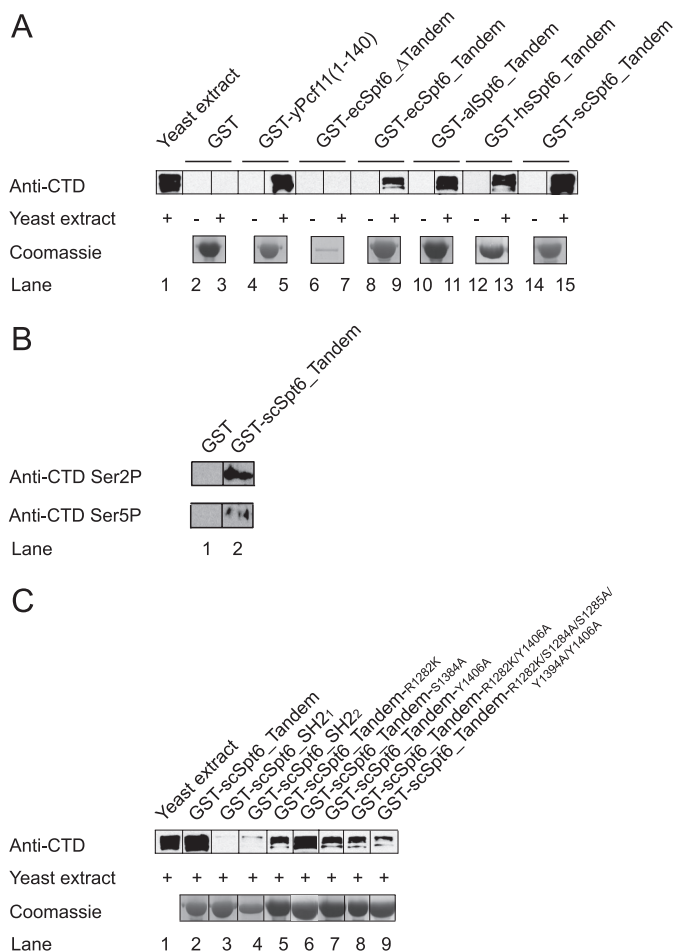 A
Yeast extract
GST
GST-yPcf11(1-140)
GST-ecSpt6_ΔTandem
GST-ecSpt6_Tandem
GST-alSpt6_Tandem
GST-hsSpt6_Tandem
GST-scSpt6_Tandem
Anti-CTD
Yeast extract + - + - + - + - + - + - + - +
Coomassie
Lane 1 2 3 4 5 6 7 8 9 10 11 12 13 14 15
B
GST
GST-scSpt6_Tandem
Anti-CTD Ser2P
Anti-CTD Ser5P
Lane 1 2
C
Yeast extract
GST-scSpt6_Tandem
GST-scSpt6_SH2₁
GST-scSpt6_SH2₂
GST-scSpt6_Tandem-R1282K
GST-scSpt6_Tandem-S1384A
GST-scSpt6_Tandem-Y1406A
GST-scSpt6_Tandem-R1282K/Y1406A
GST-scSpt6_Tandem-R1282K/S1284A/S1285A/
Y1394A/Y1406A
Anti-CTD
Yeast extract + + + + + + + + +
Coomassie
Lane 1 2 3 4 5 6 7 8 9